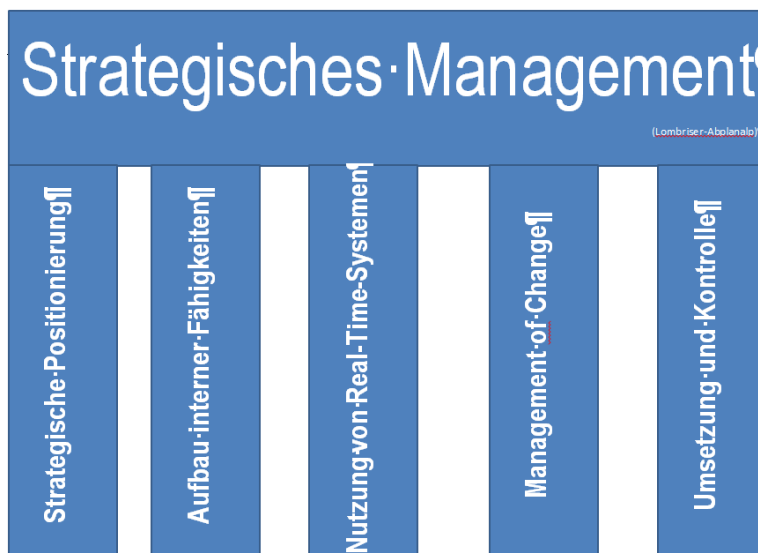 Strategisches·Management¶
(Lombriser-Abplanalp)¶
Strategische·Positionierung¶
Aufbau·interner·Fähigkeiten¶
Nutzung·von·Real-Time-Systemen¶
Management·of·Change¶
Umsetzung·und·Kontrolle¶